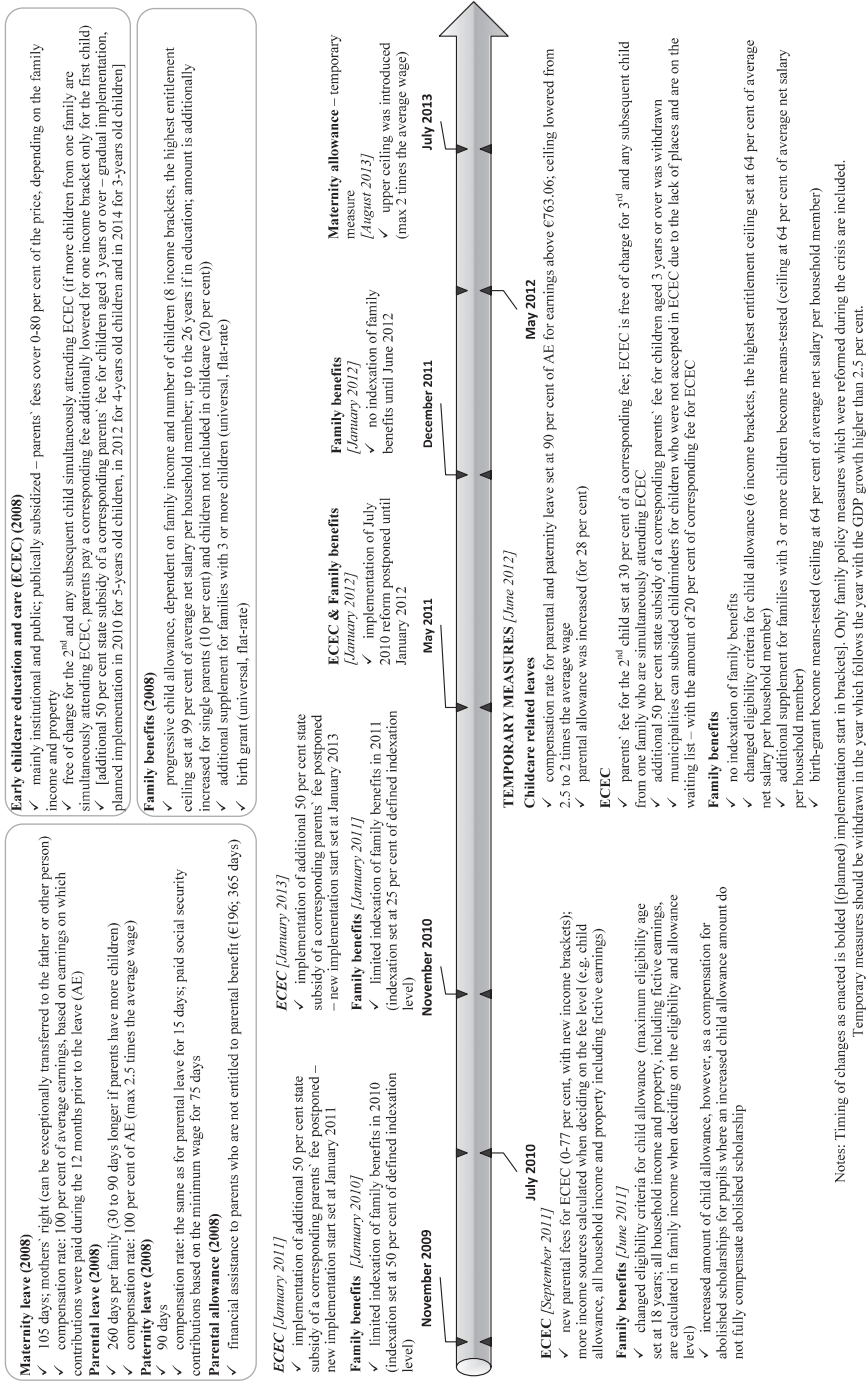 Maternity leave (2008)
✓ 105 days; mothers` right (can be exceptionally transferred to the father or other person)
✓ compensation rate: 100 per cent of average earnings, based on earnings on which
contributions were paid during the 12 months prior to the leave (AE)
Parental leave (2008)
✓ 260 days per family (30 to 90 days longer if parents have more children)
✓ compensation rate: 100 per cent of AE (max 2.5 times the average wage)
Paternity leave (2008)
✓ 90 days
✓ compensation rate: the same as for parental leave for 15 days; paid social security
contributions based on the minimum wage for 75 days
Parental allowance (2008)
✓ financial assistance to parents who are not entitled to parental benefit (€196; 365 days)
Early childcare education and care (ECEC) (2008)
✓ mainly institutional and public; publically subsidized – parents` fees cover 0-80 per cent of the price, depending on the family
income and property
✓ free of charge for the 2nd and any subsequent child simultaneously attending ECEC (if more children from one family are
simultaneously attending ECEC, parents pay a corresponding fee additionally lowered for one income bracket only for the first child)
✓ [additional 50 per cent state subsidy of a corresponding parents` fee for children aged 3 years or over – gradual implementation,
planned implementation in 2010 for 5-years old children, in 2012 for 4-years old children and in 2014 for 3-years old children]
Family benefits (2008)
✓ progressive child allowance, dependent on family income and number of children (8 income brackets, the highest entitlement
ceiling set at 99 per cent of average net salary per household member; up to the 26 years if in education; amount is additionally
increased for single parents (10 per cent) and children not included in childcare (20 per cent))
✓ additional supplement for families with 3 or more children (universal, flat-rate)
✓ birth grant (universal, flat-rate)
ECEC [January 2011]
✓ implementation of additional 50 per cent state
subsidy of a corresponding parents` fee postponed –
new implementation start set at January 2011
Family benefits [January 2010]
✓ limited indexation of family benefits in 2010
(indexation set at 50 per cent of defined indexation
level)
November 2009
ECEC [January 2013]
✓ implementation of additional 50 per cent state
subsidy of a corresponding parents` fee postponed
– new implementation start set at January 2013
Family benefits [January 2011]
✓ limited indexation of family benefits in 2011
(indexation set at 25 per cent of defined indexation
level)
November 2010
ECEC & Family benefits
[January 2012]
✓ implementation of July
2010 reform postponed until
January 2012
May 2011
Family benefits
[January 2012]
✓ no indexation of family
benefits until June 2012
December 2011
Maternity allowance – temporary
measure
[August 2013]
✓ upper ceiling was introduced
(max 2 times the average wage)
July 2013
July 2010
ECEC [September 2011]
✓ new parental fees for ECEC (0-77 per cent, with new income brackets);
more income sources calculated when deciding on the fee level (e.g. child
allowance, all household income and property including fictive earnings)
Family benefits [June 2011]
✓ changed eligibility criteria for child allowance (maximum eligibility age
set at 18 years; all household income and property, including fictive earnings,
are calculated in family income when deciding on the eligibility and allowance
level)
✓ increased amount of child allowance, however, as a compensation for
abolished scholarships for pupils where an increased child allowance amount do
not fully compensate abolished scholarship
May 2012
TEMPORARY MEASURES [June 2012]
Childcare related leaves
✓ compensation rate for parental and paternity leave set at 90 per cent of AE for earnings above €763.06; ceiling lowered from
2.5 to 2 times the average wage
✓ parental allowance was increased (for 28 per cent)
ECEC
✓ parents` fee for the 2nd child set at 30 per cent of a corresponding fee; ECEC is free of charge for 3rd and any subsequent child
from one family who are simultaneously attending ECEC
✓ additional 50 per cent state subsidy of a corresponding parents` fee for children aged 3 years or over was withdrawn
✓ municipalities can subsided childminders for children who were not accepted in ECEC due to the lack of places and are on the
waiting list – with the amount of 20 per cent of corresponding fee for ECEC
Family benefits
✓ no indexation of family benefits
✓ changed eligibility criteria for child allowance (6 income brackets, the highest entitlement ceiling set at 64 per cent of average
net salary per household member)
✓ additional supplement for families with 3 or more children become means-tested (ceiling at 64 per cent of average net salary
per household member)
✓ birth-grant become means-tested (ceiling at 64 per cent of average net salary per household member)
Notes: Timing of changes as enacted is bolded [(planned) implementation start in brackets]. Only family policy measures which were reformed during the crisis are included.
Temporary measures should be withdrawn in the year which follows the year with the GDP growth higher than 2.5 per cent.